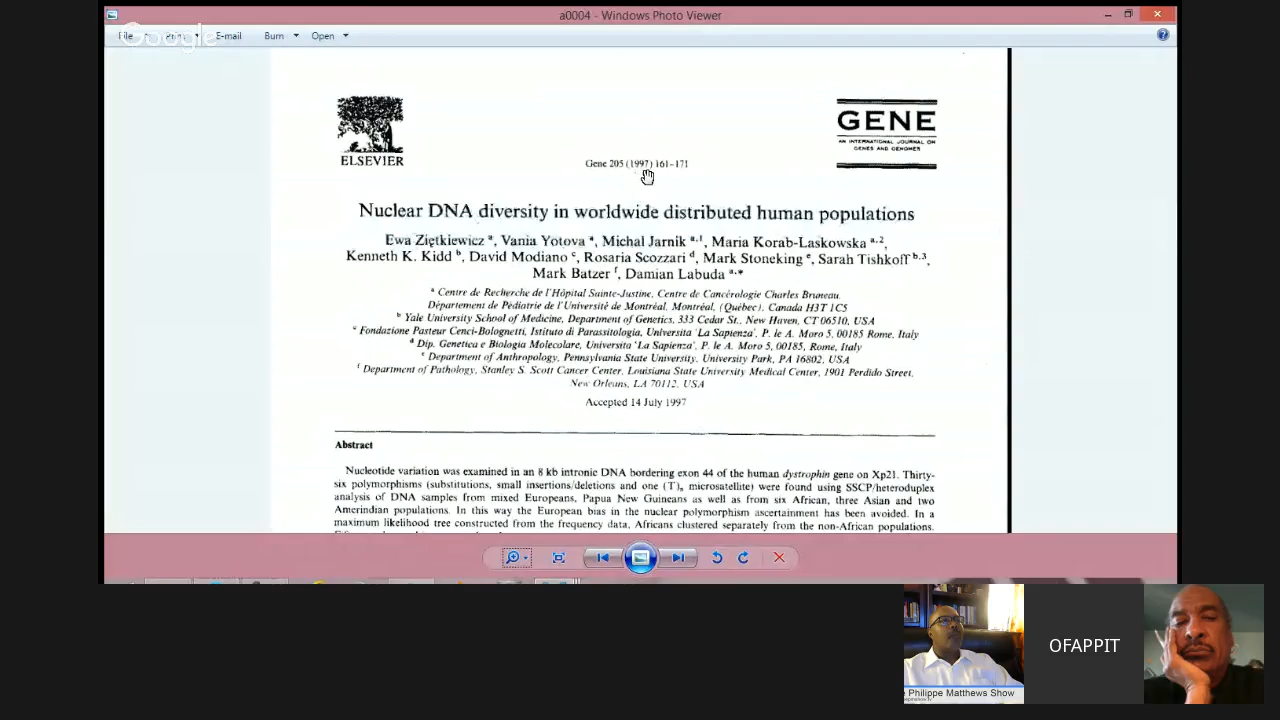 a0004 - Windows Photo Viewer
File Print E-mail Burn Open
Google
ELSEVIER
Gene 205 (1997) 161–171
GENE
AN INTERNATIONAL JOURNAL ON
GENES AND GENOMES
Nuclear DNA diversity in worldwide distributed human populations
Ewa Ziętkiewicz ᵃ, Vania Yotova ᵃ, Michal Jarnik ᵃ,¹, Maria Korab-Laskowska ᵃ,²,
Kenneth K. Kidd ᵇ, David Modiano ᶜ, Rosaria Scozzari ᵈ, Mark Stoneking ᵉ, Sarah Tishkoff ᵇ,³,
Mark Batzer ᶠ, Damian Labuda ᵃ,*
ᵃ Centre de Recherche de l'Hôpital Sainte-Justine, Centre de Cancérologie Charles Bruneau,
Département de Pédiatrie de l'Université de Montréal, Montréal, (Québec), Canada H3T 1C5
ᵇ Yale University School of Medicine, Department of Genetics, 333 Cedar St., New Haven, CT 06510, USA
ᶜ Fondazione Pasteur Cenci-Bolognetti, Istituto di Parassitologia, Universita 'La Sapienza', P. le A. Moro 5, 00185 Rome, Italy
ᵈ Dip. Genetica e Biologia Molecolare, Universita 'La Sapienza', P. le A. Moro 5, 00185 Rome, Italy
ᵉ Department of Anthropology, Pennsylvania State University, University Park, PA 16802, USA
ᶠ Department of Pathology, Stanley S. Scott Cancer Center, Louisiana State University Medical Center, 1901 Perdido Street,
New Orleans, LA 70112, USA
Accepted 14 July 1997
Abstract
Nucleotide variation was examined in an 8 kb intronic DNA bordering exon 44 of the human dystrophin gene on Xp21. Thirty-
six polymorphisms (substitutions, small insertions/deletions and one (T)ₙ microsatellite) were found using SSCP/heteroduplex
analysis of DNA samples from mixed Europeans, Papua New Guineans as well as from six African, three Asian and two
Amerindian populations. In this way the European bias in the nuclear polymorphism ascertainment has been avoided. In a
maximum likelihood tree constructed from the frequency data, Africans clustered separately from the non-African populations.
Philippe Matthews Show
OFAPPIT